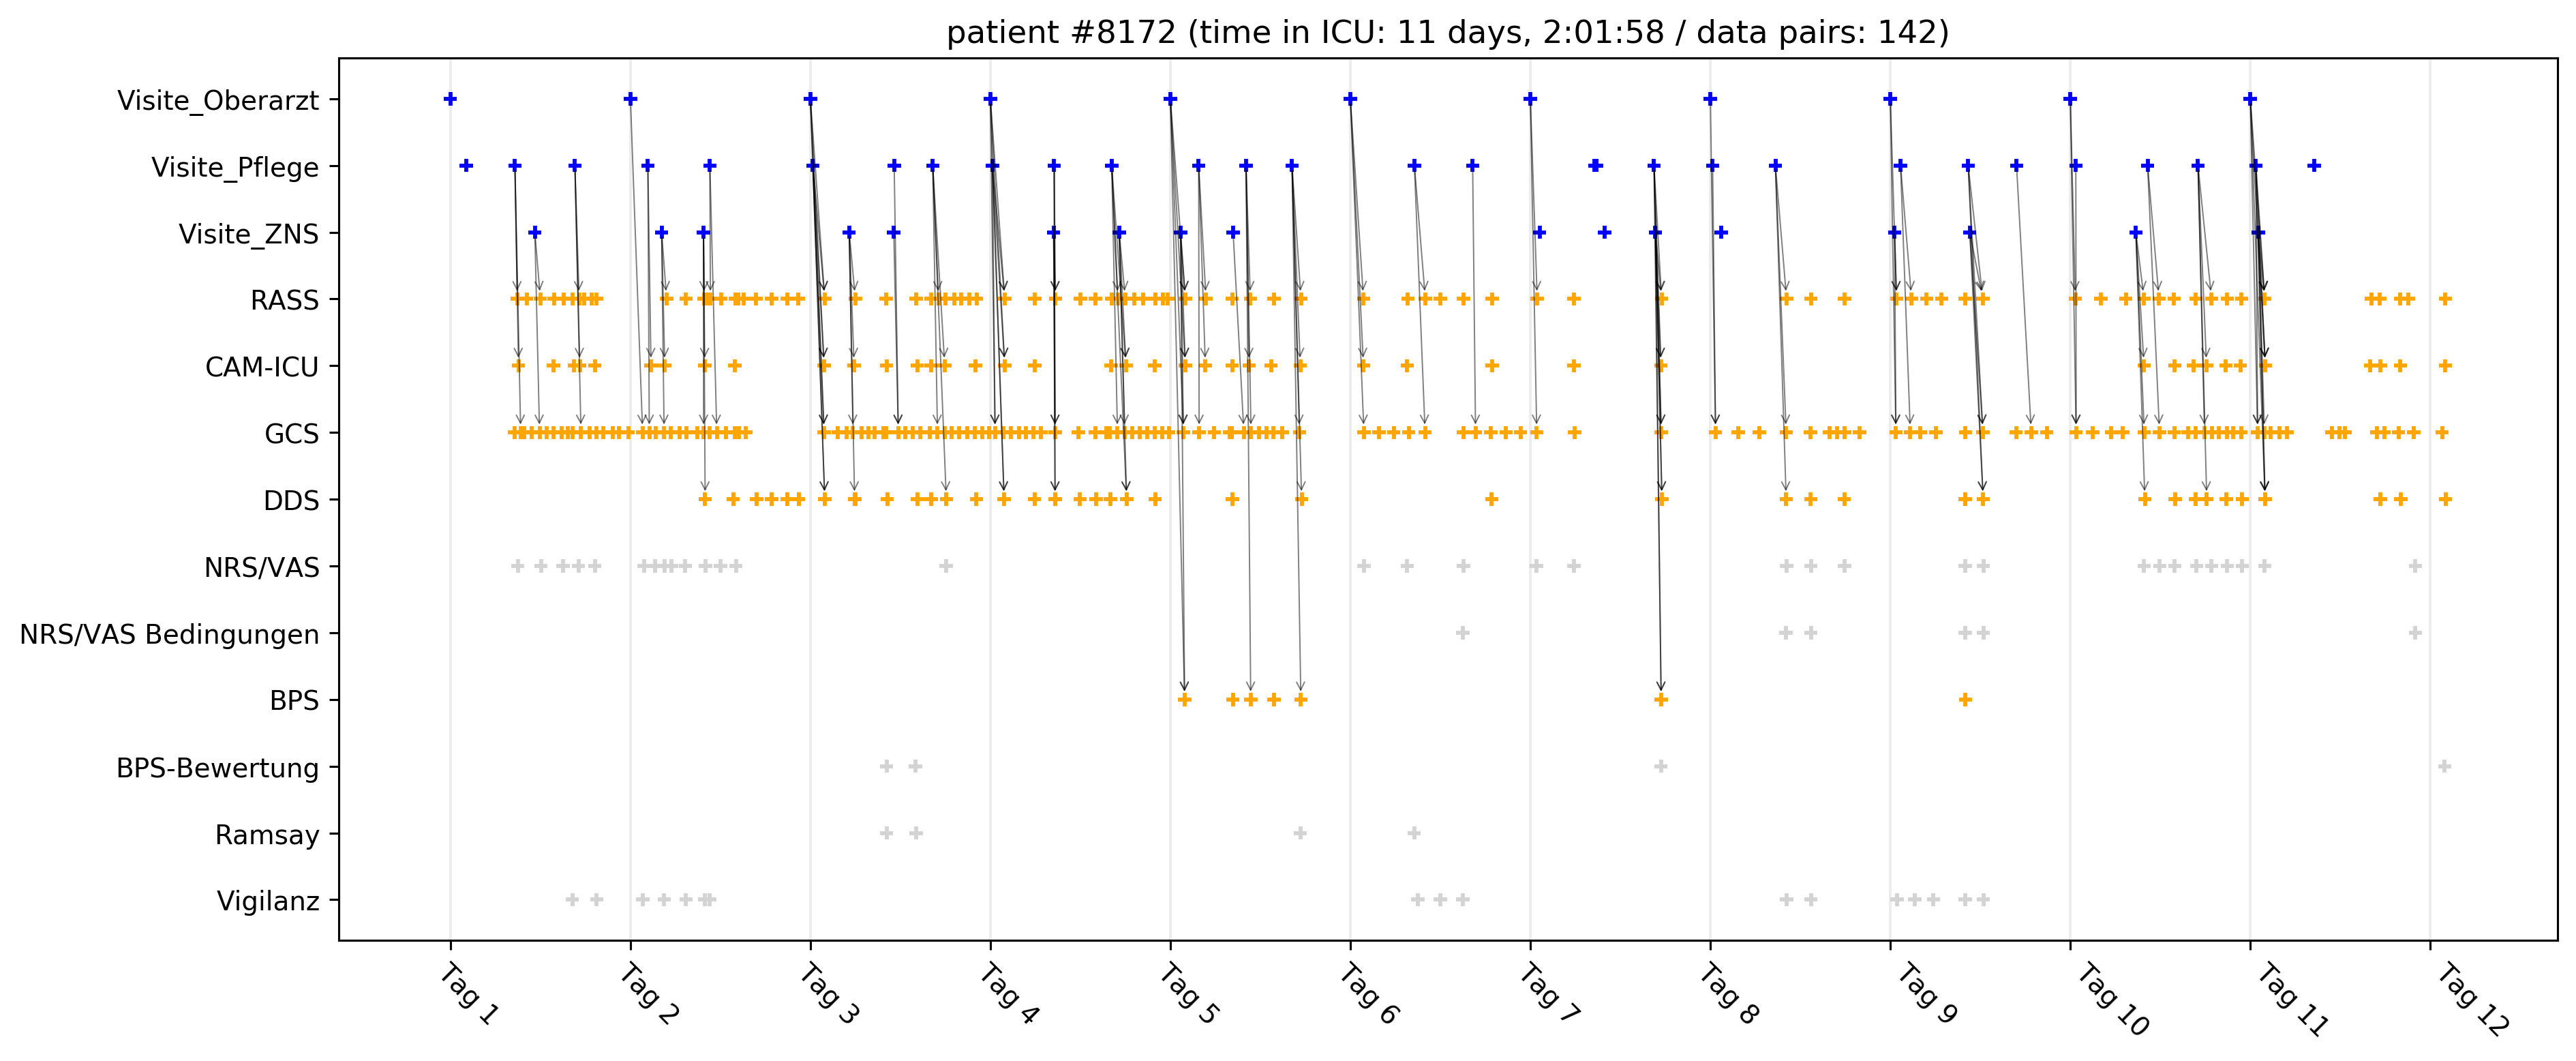 patient #8172 (time in ICU: 11 days, 2:01:58 / data pairs: 142)
Visite_Oberarzt
Visite_Pflege
Visite_ZNS
RASS
CAM-ICU
GCS
DDS
NRS/VAS
NRS/VAS Bedingungen
BPS
BPS-Bewertung
Ramsay
Vigilanz
Tag 1
Tag 2
Tag 3
Tag 4
Tag 5
Tag 6
Tag 7
Tag 8
Tag 9
Tag 10
Tag 11
Tag 12